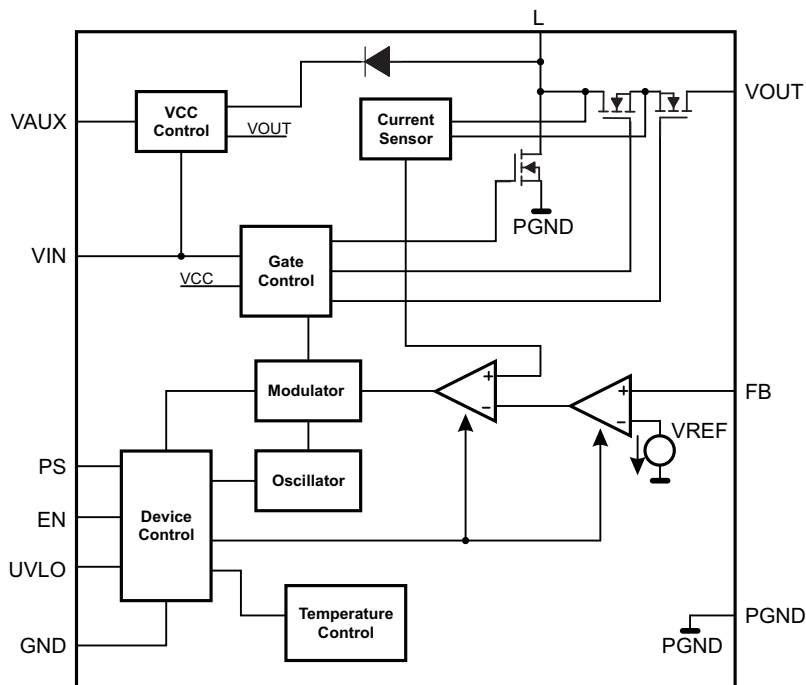 L
VAUX
VCC
Control
VOUT
Current
Sensor
VOUT
VIN
VCC
Gate
Control
PGND
Modulator
+
−
+
−
FB
VREF
PS
EN
UVLO
GND
Device
Control
Oscillator
Temperature
Control
PGND
PGND